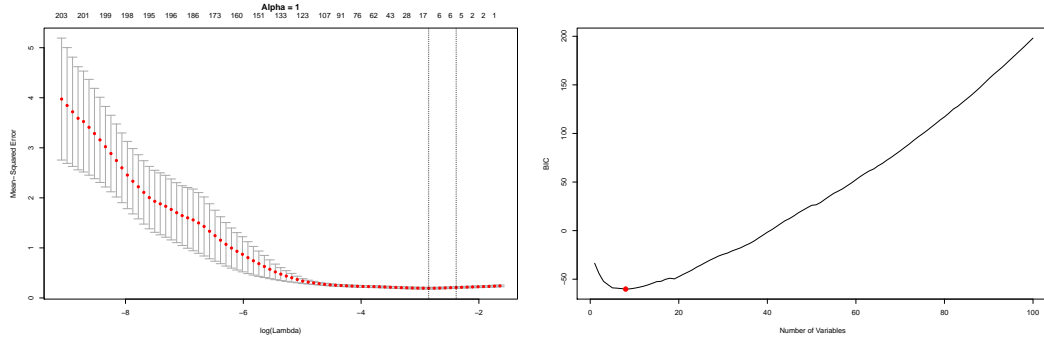 Alpha = 1
203 201 199 198 195 196 186 173 160 151 133 123 107 91 76 62 43 28 17 6 6 5 2 2 1
Mean−Squared Error
5
4
3
2
1
0
−8 −6 −4 −2
log(Lambda)
BIC
200
150
100
50
0
−50
0 20 40 60 80 100
Number of Variables